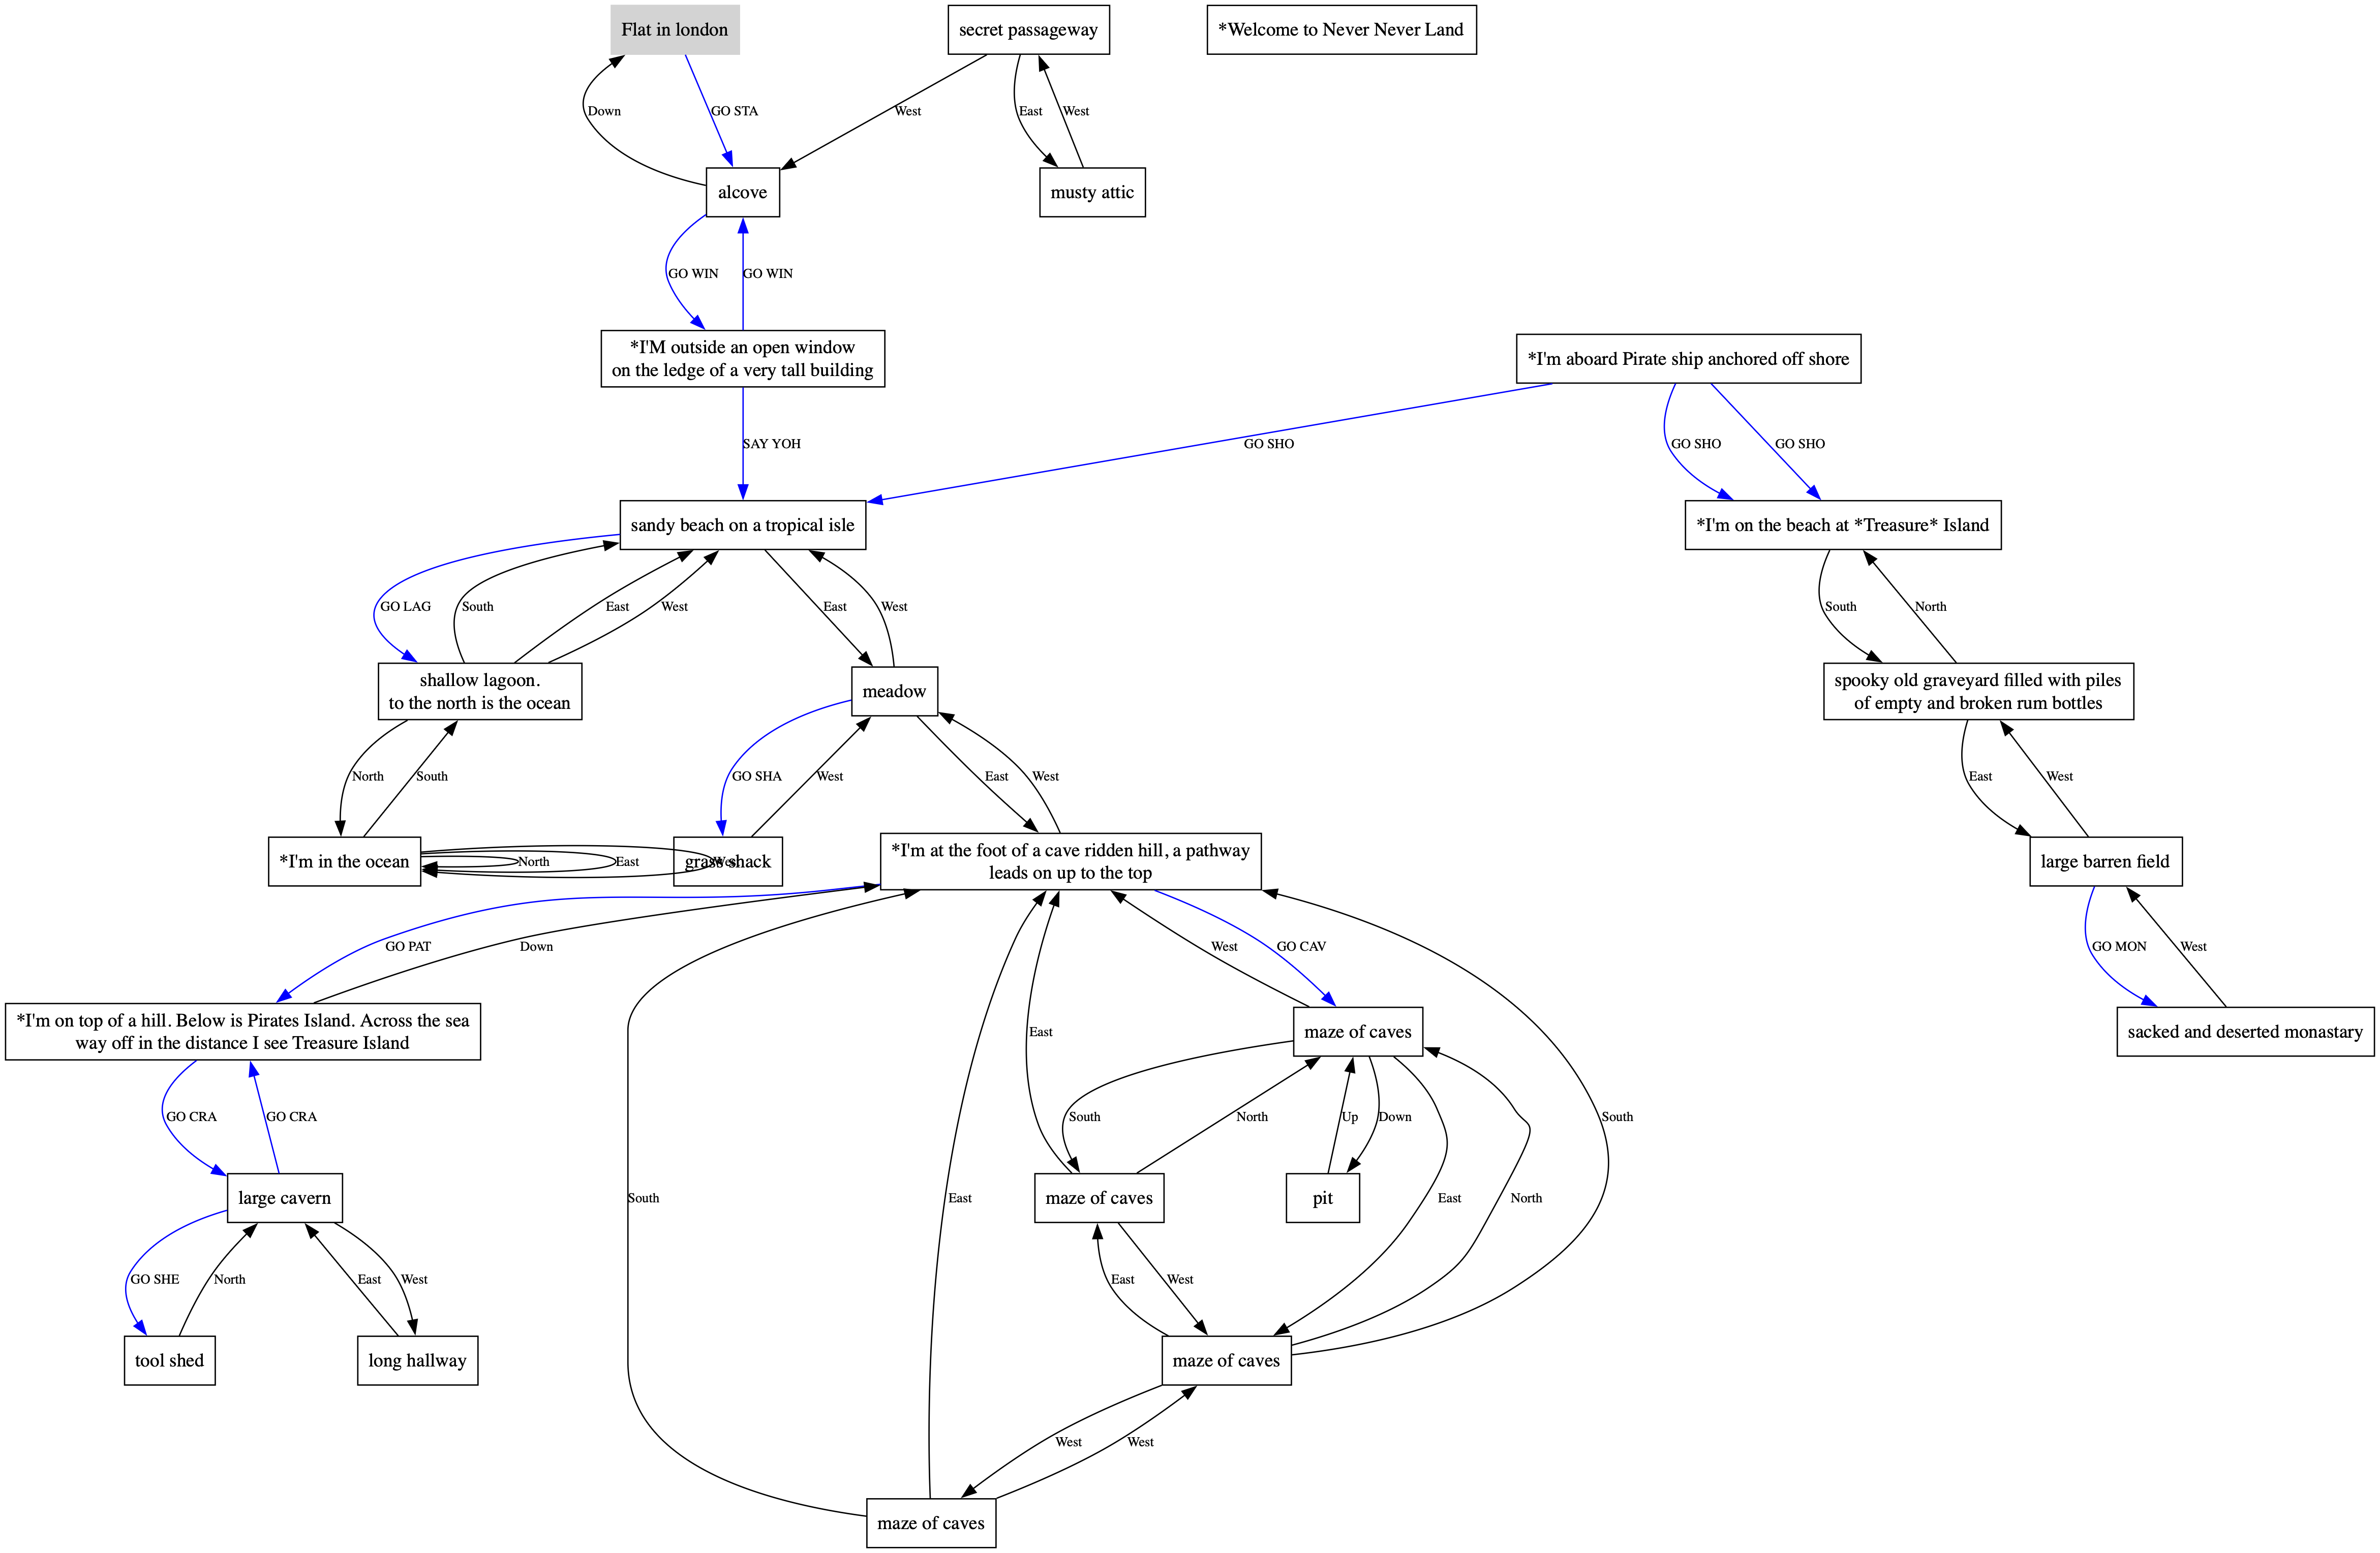 Flat in london
secret passageway
*Welcome to Never Never Land
Down
GO STA
West
East
West
alcove
musty attic
GO WIN
GO WIN
*I'M outside an open window
on the ledge of a very tall building
*I'm aboard Pirate ship anchored off shore
SAY YOH
GO SHO
GO SHO
GO SHO
sandy beach on a tropical isle
*I'm on the beach at *Treasure* Island
GO LAG
South
East
West
East
West
South
North
shallow lagoon.
to the north is the ocean
meadow
spooky old graveyard filled with piles
of empty and broken rum bottles
North
South
GO SHA
West
East
West
East
West
*I'm in the ocean
North
East
West
grass shack
*I'm at the foot of a cave ridden hill, a pathway
leads on up to the top
large barren field
GO PAT
Down
West
GO CAV
GO MON
West
*I'm on top of a hill. Below is Pirates Island. Across the sea
way off in the distance I see Treasure Island
East
maze of caves
sacked and deserted monastary
GO CRA
GO CRA
South
North
Up
Down
South
large cavern
South
East
maze of caves
pit
East
North
GO SHE
North
East
West
East
West
tool shed
long hallway
maze of caves
West
West
maze of caves